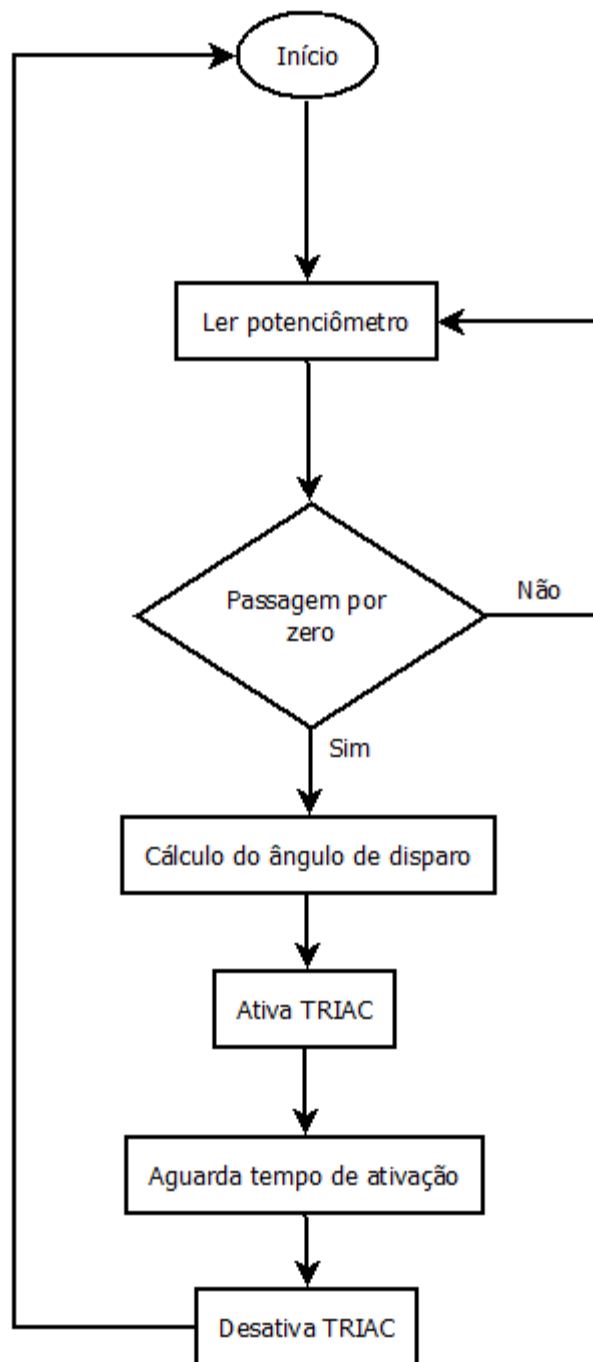 Início
Ler potenciômetro
Passagem por
zero
Não
Sim
Cálculo do ângulo de disparo
Ativa TRIAC
Aguarda tempo de ativação
Desativa TRIAC